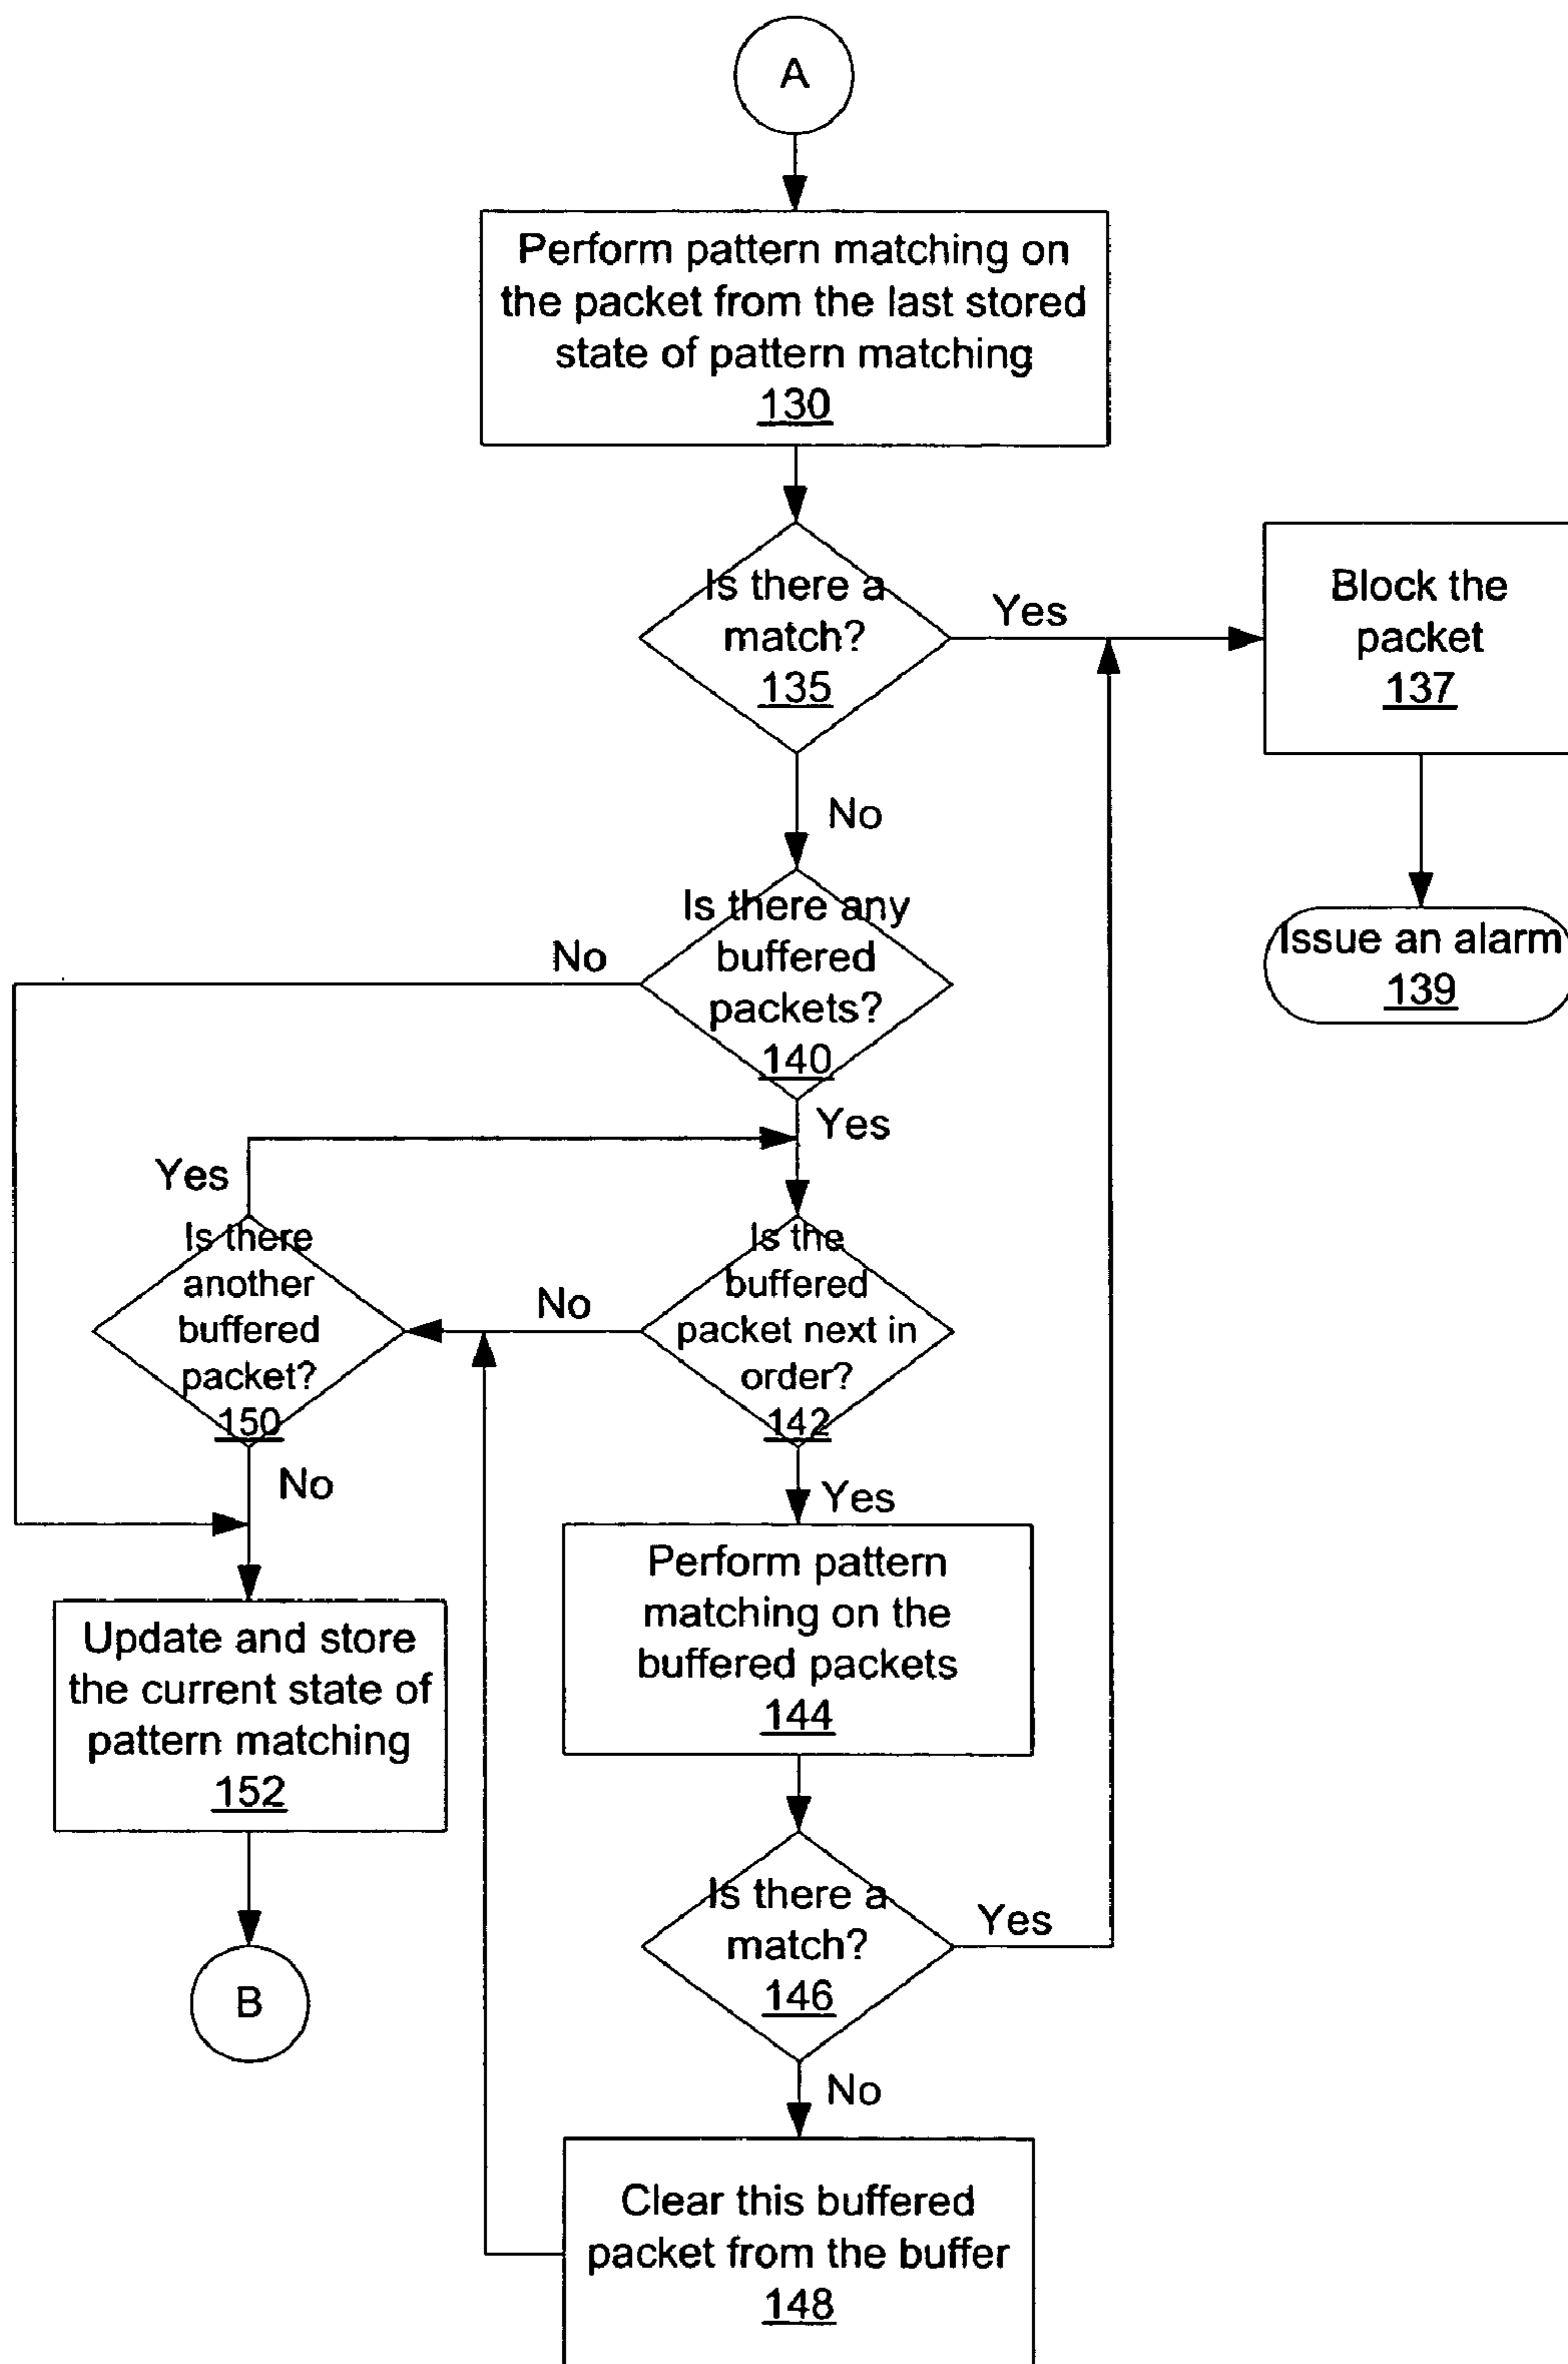 A
Perform pattern matching on
the packet from the last stored
state of pattern matching
130
Is there a
match?
135
Yes
Block the
packet
137
No
Issue an alarm
139
Is there any
buffered
packets?
140
No
Yes
Yes
Is there
another
buffered
packet?
150
No
Is the
buffered
packet next in
order?
142
No
Yes
Perform pattern
matching on the
buffered packets
144
Update and store
the current state of
pattern matching
152
Is there a
match?
146
Yes
B
No
Clear this buffered
packet from the buffer
148